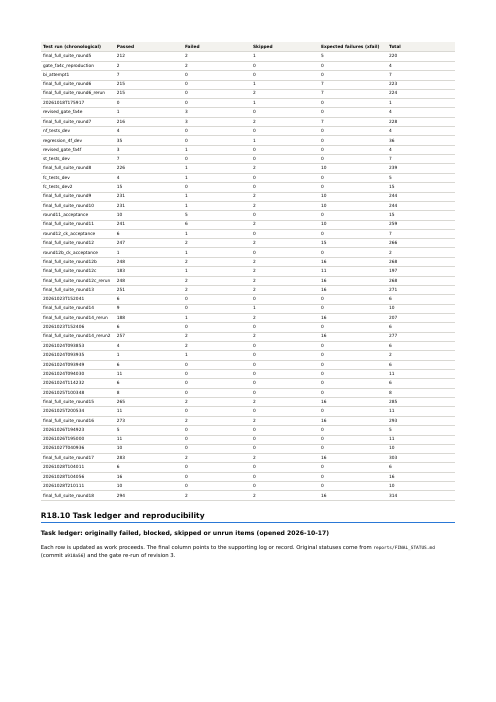 Test run (chronological) Passed Failed Skipped Expected failures (xfail) Total
final_full_suite_round5 212 2 1 5 220
gate_fa4c_reproduction 2 2 0 0 4
bi_attempt1 7 0 0 0 7
final_full_suite_round6 215 0 1 7 223
final_full_suite_round6_rerun 215 0 2 7 224
20261018T175917 0 0 1 0 1
revised_gate_fa4e 1 3 0 0 4
final_full_suite_round7 216 3 2 7 228
nf_tests_dev 4 0 0 0 4
regression_df_dev 35 0 1 0 36
revised_gate_fa4f 3 1 0 0 4
st_tests_dev 7 0 0 0 7
final_full_suite_round8 226 1 2 10 239
fc_tests_dev 4 1 0 0 5
fc_tests_dev2 15 0 0 0 15
final_full_suite_round9 231 1 2 10 244
final_full_suite_round10 231 1 2 10 244
round11_acceptance 10 5 0 0 15
final_full_suite_round11 241 6 2 10 259
round12_ck_acceptance 6 1 0 0 7
final_full_suite_round12 247 2 2 15 266
round12b_dc_acceptance 1 1 0 0 2
final_full_suite_round12b 248 2 2 16 268
final_full_suite_round12c 183 1 2 11 197
final_full_suite_round12c_rerun 248 2 2 16 268
final_full_suite_round13 251 2 2 16 271
20261023T152041 6 0 0 0 6
final_full_suite_round14 9 0 1 0 10
final_full_suite_round14_rerun 188 1 2 16 207
20261023T152406 6 0 0 0 6
final_full_suite_round14_rerun2 257 2 2 16 277
20261024T093853 4 2 0 0 6
20261024T093935 1 1 0 0 2
20261024T093949 6 0 0 0 6
20261024T094030 11 0 0 0 11
20261024T114232 6 0 0 0 6
20261025T100348 8 0 0 0 8
final_full_suite_round15 265 2 2 16 285
20261025T200534 11 0 0 0 11
final_full_suite_round16 273 2 2 16 293
20261026T194923 5 0 0 0 5
20261026T195000 11 0 0 0 11
20261027T040936 10 0 0 0 10
final_full_suite_round17 283 2 2 16 303
20261028T104011 6 0 0 0 6
20261028T104056 16 0 0 0 16
20261028T210111 10 0 0 0 10
final_full_suite_round18 294 2 2 16 314
R18.10 Task ledger and reproducibility
Task ledger: originally failed, blocked, skipped or unrun items (opened 2026-10-17)
Each row is updated as work proceeds. The final column points to the supporting log or record. Original statuses come from reports/FINAL_STATUS.md
(commit ) and the gate re-run of revision 3.